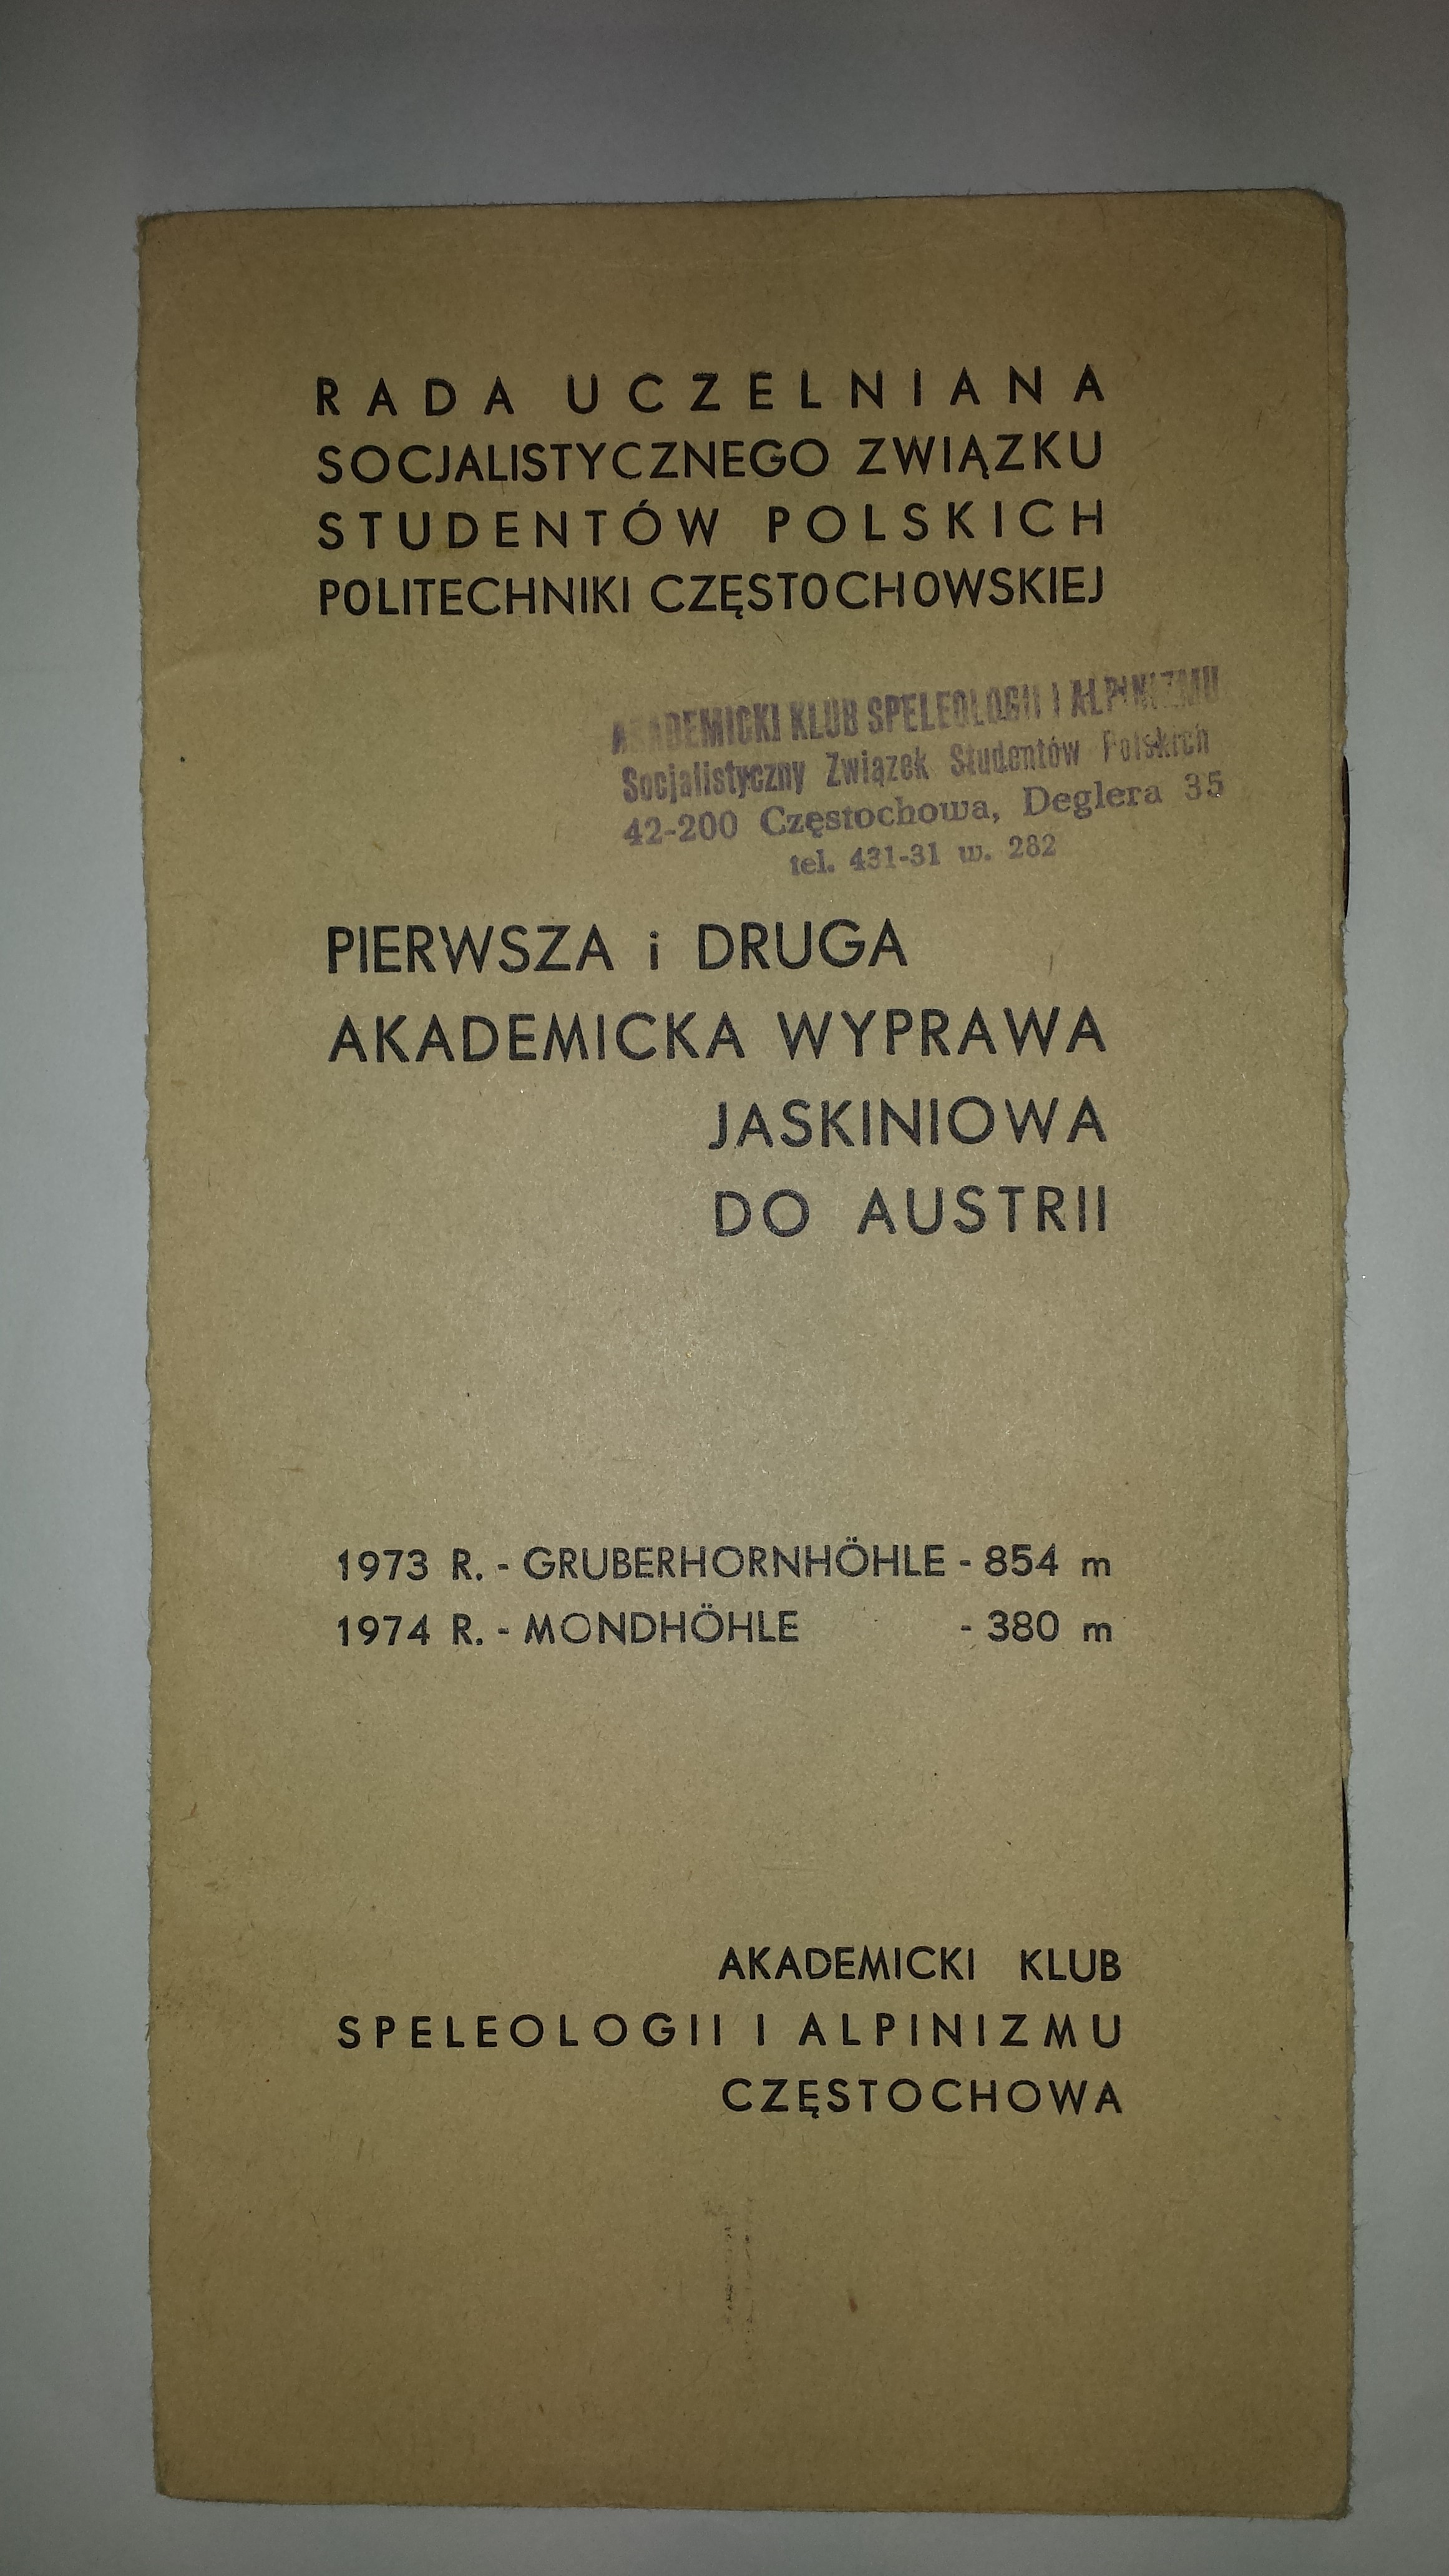 RADA UCZELNIANA
SOCJALISTYCZNEGO ZWIĄZKU
STUDENTÓW POLSKICH
POLITECHNIKI CZĘSTOCHOWSKIEJ
AKADEMICKI KLUB SPELEOLOGII I ALPINIZMU
Socjalistyczny Związek Studentów Polskich
42-200 Częstochowa, Deglera 35
tel. 431-31 w. 282
PIERWSZA i DRUGA
AKADEMICKA WYPRAWA
JASKINIOWA
DO AUSTRII
1973 R. - GRUBERHORNHÖHLE - 854 m
1974 R. - MONDHÖHLE - 380 m
AKADEMICKI KLUB
SPELEOLOGII I ALPINIZMU
CZĘSTOCHOWA